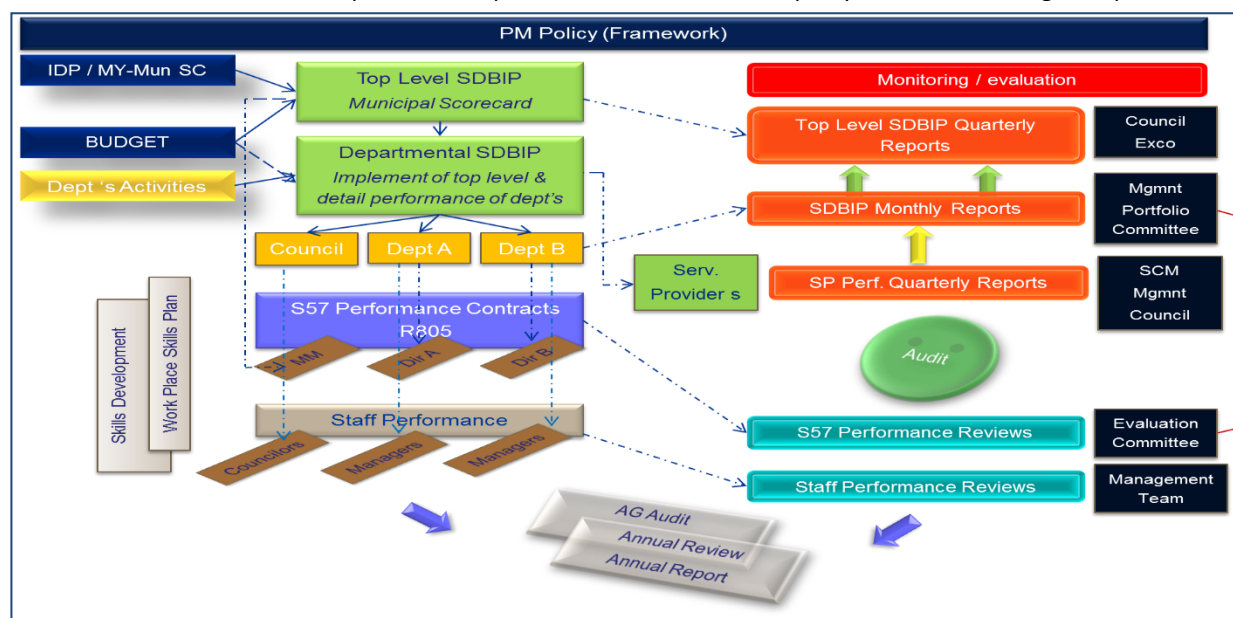 PM Policy (Framework)
IDP / MY-Mun SC
BUDGET
Dept 's Activities
Top Level SDBIP
Municipal Scorecard
Departmental SDBIP
Implement of top level &
detail performance of dept's
Council
Dept A
Dept B
Serv.
Provider s
S57 Performance Contracts
R805
MM
Dir A
Dir B
Staff Performance
Councilors
Managers
Managers
Skills Development
Work Place Skills Plan
Monitoring / evaluation
Top Level SDBIP Quarterly
Reports
Council
Exco
SDBIP Monthly Reports
Mgmnt
Portfolio
Committee
SP Perf. Quarterly Reports
SCM
Mgmnt
Council
Audit
S57 Performance Reviews
Evaluation
Committee
Staff Performance Reviews
Management
Team
AG Audit
Annual Review
Annual Report